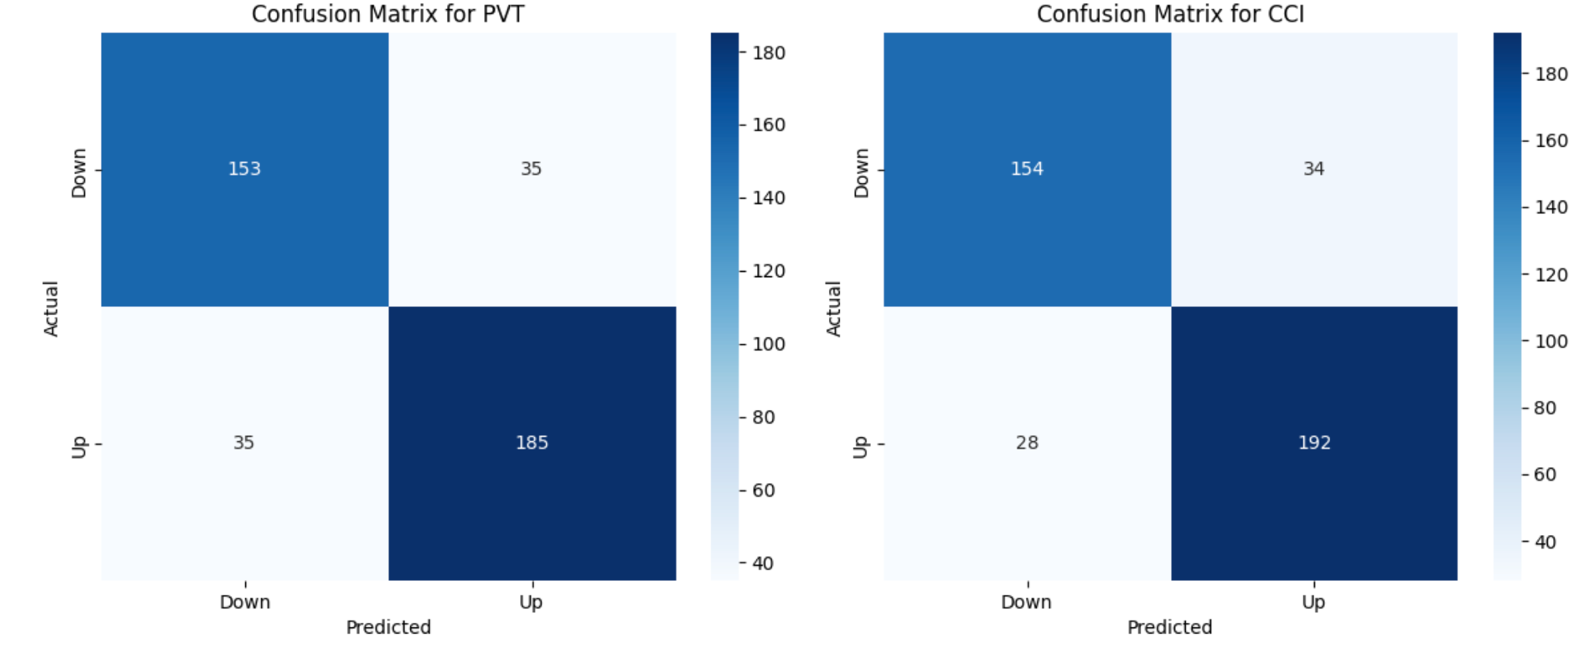 Confusion Matrix for PVT
Actual
Down
Up
153
35
35
185
Down
Up
Predicted
180
160
140
120
100
80
60
40
Confusion Matrix for CCI
Actual
Down
Up
154
34
28
192
Down
Up
Predicted
180
160
140
120
100
80
60
40